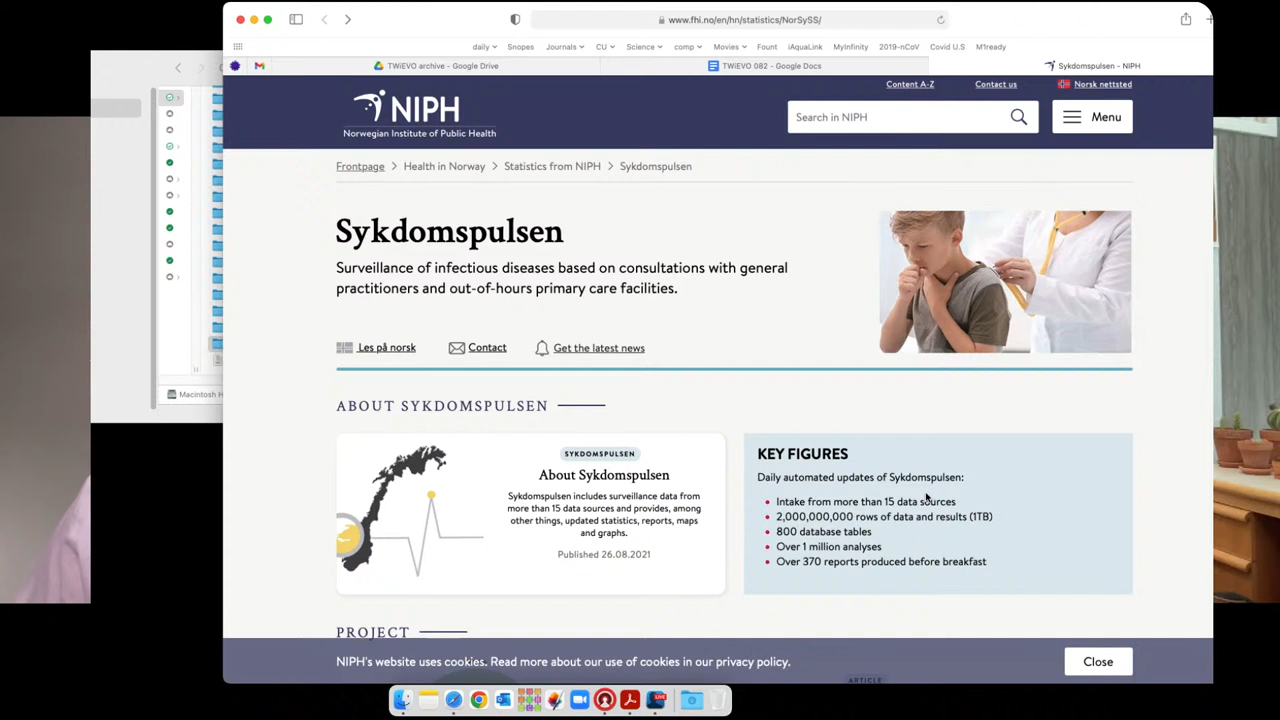 www.fhi.no/en/hn/statistics/NorSySS/
daily Snopes Journals CU Science comp Movies Fount iAquaLink MyInfinity 2019-nCoV Covid U.S M1ready
TWiEVO archive - Google Drive
TWiEVO 082 - Google Docs
Sykdomspulsen - NIPH
Content A-Z Contact us Norsk nettsted
NIPH
Norwegian Institute of Public Health
Search in NIPH
Menu
Frontpage > Health in Norway > Statistics from NIPH > Sykdomspulsen
Sykdomspulsen
Surveillance of infectious diseases based on consultations with general
practitioners and out-of-hours primary care facilities.
Les på norsk Contact Get the latest news
ABOUT SYKDOMSPULSEN
SYKDOMSPULSEN
About Sykdomspulsen
Sykdomspulsen includes surveillance data from
more than 15 data sources and provides, among
other things, updated statistics, reports, maps
and graphs.
Published 26.08.2021
KEY FIGURES
Daily automated updates of Sykdomspulsen:
• Intake from more than 15 data sources
• 2,000,000,000 rows of data and results (1TB)
• 800 database tables
• Over 1 million analyses
• Over 370 reports produced before breakfast
PROJECT
NIPH's website uses cookies. Read more about our use of cookies in our privacy policy.
Close
ARTICLE
Macintosh H
LIVE